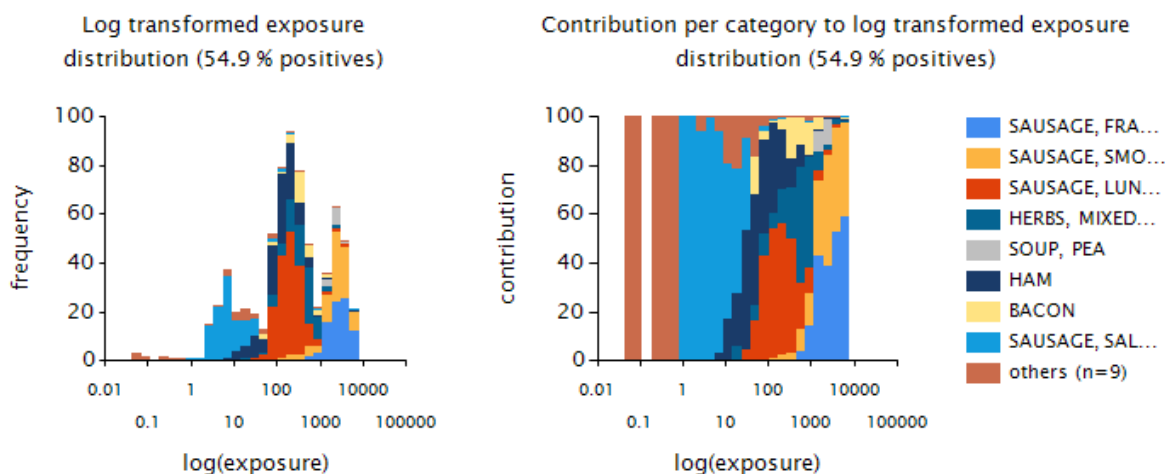 Log transformed exposure
distribution (54.9 % positives)
100
80
60
40
20
0
frequency
0.01
1
100
10000
0.1
10
1000
100000
log(exposure)
Contribution per category to log transformed exposure
distribution (54.9 % positives)
100
80
60
40
20
0
contribution
0.01
1
100
10000
0.1
10
1000
100000
log(exposure)
SAUSAGE, FRA...
SAUSAGE, SMO...
SAUSAGE, LUN...
HERBS, MIXED...
SOUP, PEA
HAM
BACON
SAUSAGE, SAL...
others (n=9)